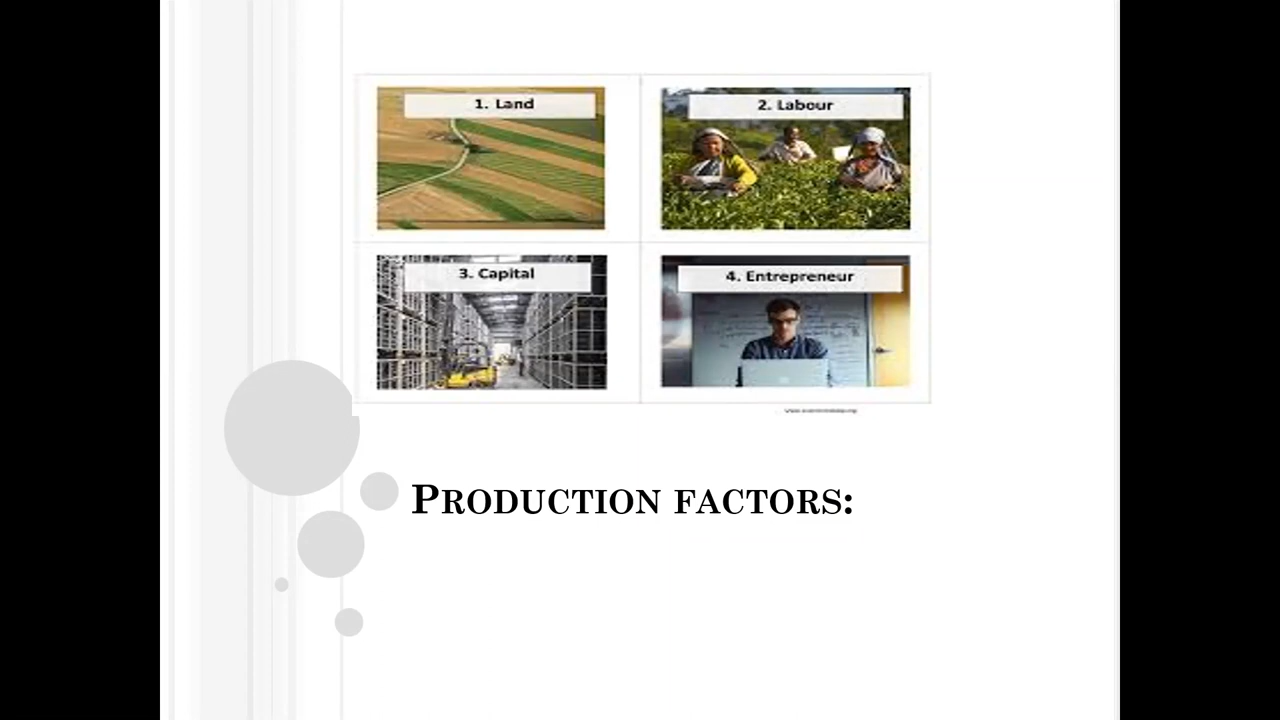 1. Land
2. Labour
3. Capital
4. Entrepreneur
PRODUCTION FACTORS: